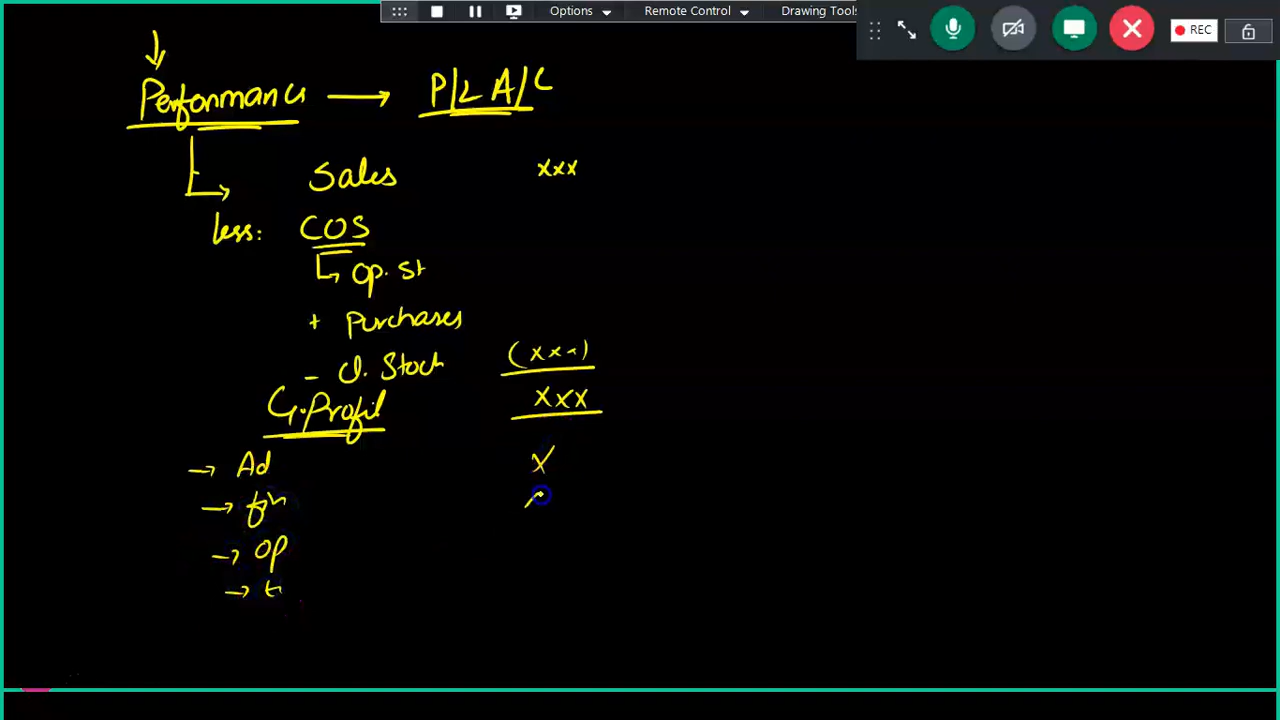 Options Remote Control Drawing Tools
REC
Performance → P/L A/C
Sales xxx
less: COS
Op. St
+ Purchases
- Cl. Stock (xxx)
G. Profit xxx
→ Ad x
→ fin
→ Op
→ t